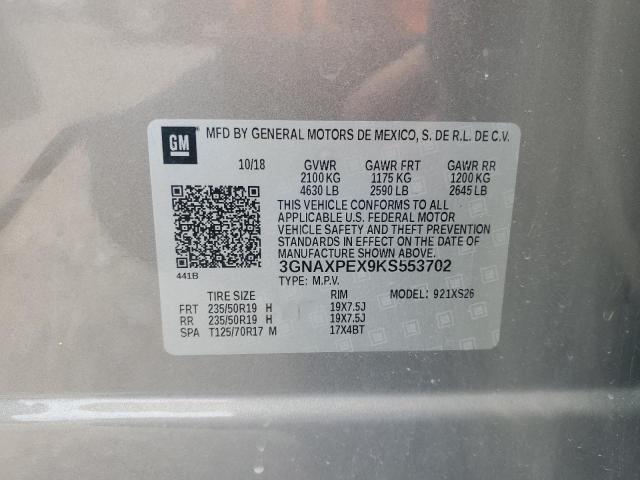 GM MFD BY GENERAL MOTORS DE MEXICO, S. DE R.L. DE C.V.
10/18 GVWR GAWR FRT GAWR RR
2100 KG 1175 KG 1200 KG
4630 LB 2590 LB 2645 LB
THIS VEHICLE CONFORMS TO ALL
APPLICABLE U.S. FEDERAL MOTOR
VEHICLE SAFETY AND THEFT PREVENTION
STANDARDS IN EFFECT ON THE DATE OF
MANUFACTURE SHOWN ABOVE.
441B 3GNAXPEX9KS553702
TYPE: M.P.V.
TIRE SIZE RIM MODEL: 921XS26
FRT 235/50R19 H 19X7.5J
RR 235/50R19 H 19X7.5J
SPA T125/70R17 M 17X4BT